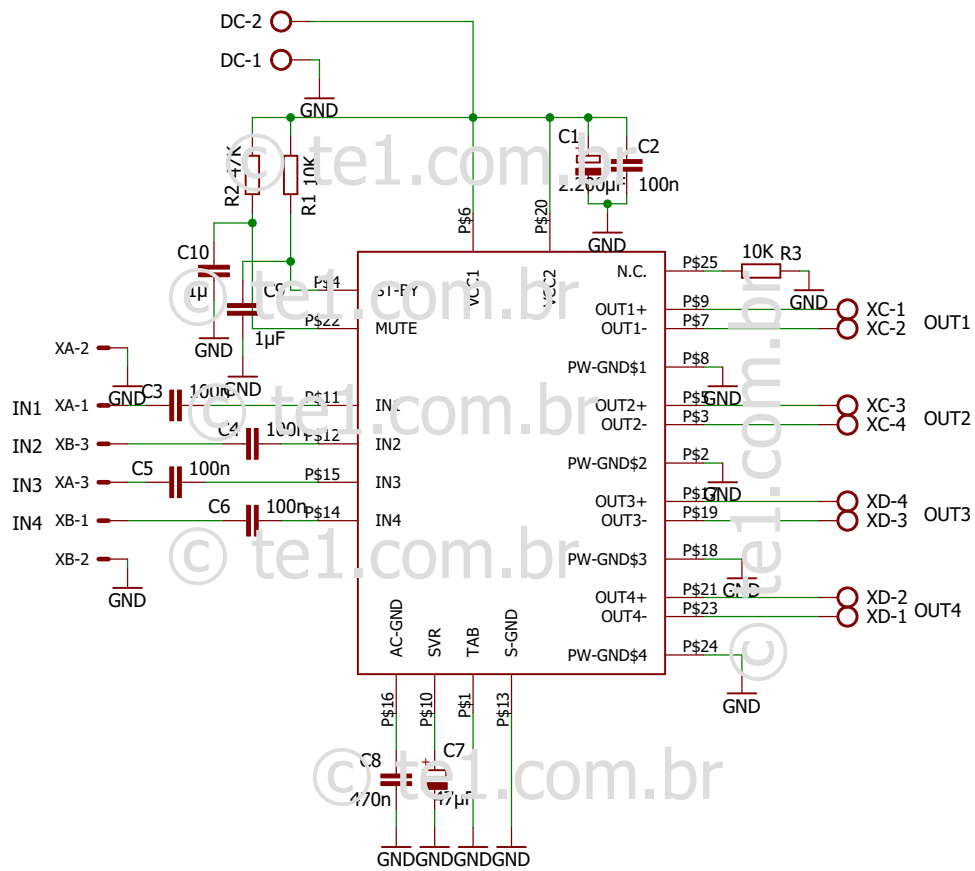 DC-2
DC-1
GND
© te1.com.br
R2 47K
R1 10K
C1
2.200µF
C2
100n
GND
P$6
P$20
VCC1
VCC2
C10
1µ
C9
1µF
GND
GND
© te1.com.br
P$4
ST-BY
P$22
MUTE
N.C.
P$25
10K
R3
GND
OUT1+
P$9
XC-1
OUT1-
P$7
XC-2
OUT1
PW-GND$1
P$8
GND
OUT2+
P$5
XC-3
OUT2-
P$3
XC-4
OUT2
PW-GND$2
P$2
GND
OUT3+
P$17
XD-4
OUT3-
P$19
XD-3
OUT3
PW-GND$3
P$18
GND
OUT4+
P$21
XD-2
OUT4-
P$23
XD-1
OUT4
PW-GND$4
P$24
GND
© te1.com.br
XA-2
GND
IN1
XA-1
C3
100n
P$11
IN1
© te1.com.br
IN2
XB-3
C4
100n
P$12
IN2
IN3
XA-3
C5
100n
P$15
IN3
IN4
XB-1
C6
100n
P$14
IN4
© te1.com.br
XB-2
GND
AC-GND
SVR
TAB
S-GND
P$16
P$10
P$1
P$13
C8
470n
+
C7
47µF
© te1.com.br
GND
GND
GND
GND